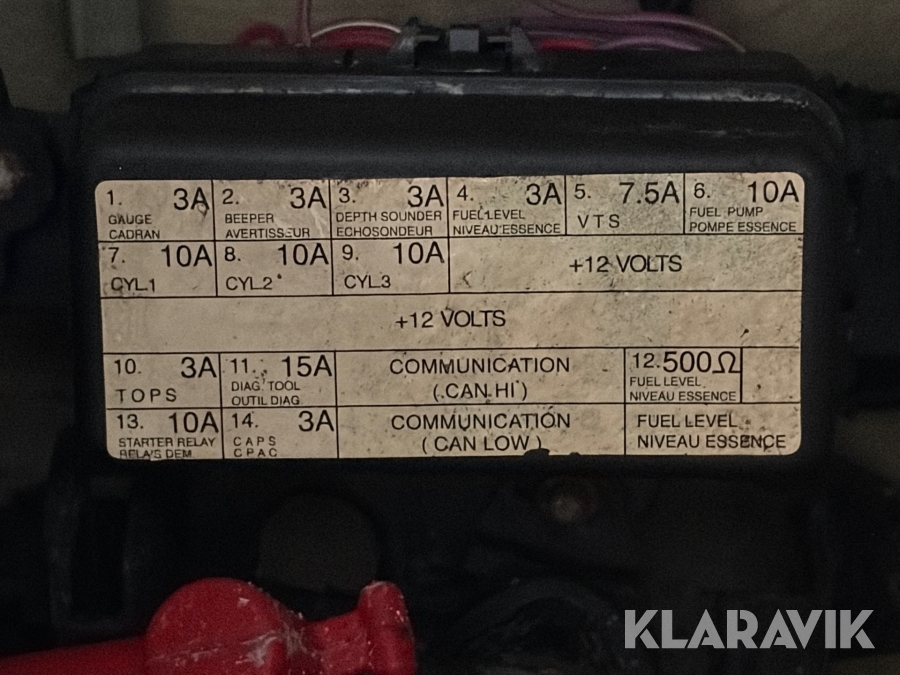 1. 3A
GAUGE
CADRAN
2. 3A
BEEPER
AVERTISSEUR
3. 3A
DEPTH SOUNDER
ECHOSONDEUR
4. 3A
FUEL LEVEL
NIVEAU ESSENCE
5. 7.5A
VTS
6. 10A
FUEL PUMP
POMPE ESSENCE
7. 10A
CYL.1
8. 10A
CYL.2
9. 10A
CYL.3
+12 VOLTS
+12 VOLTS
10. 3A
TOPS
11. 15A
DIAG. TOOL
OUTIL DIAG
COMMUNICATION
(CAN HI)
12. 500Ω
FUEL LEVEL
NIVEAU ESSENCE
13. 10A
STARTER RELAY
RELAIS DEM
14. 3A
CAPS
CPAC
COMMUNICATION
(CAN LOW)
FUEL LEVEL
NIVEAU ESSENCE
KLARAVIK